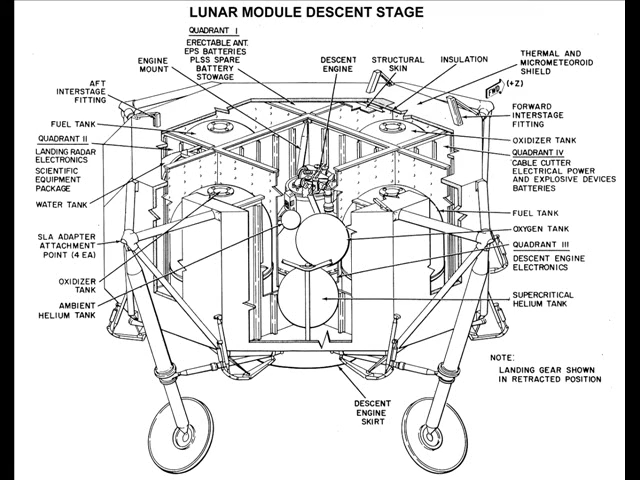 LUNAR MODULE DESCENT STAGE
QUADRANT I
ERECTABLE ANT.
EPS BATTERIES
PLSS SPARE
BATTERY
STOWAGE
ENGINE
MOUNT
DESCENT
ENGINE
STRUCTURAL
SKIN
INSULATION
THERMAL AND
MICROMETEOROID
SHIELD
FWD
(+Z)
AFT
INTERSTAGE
FITTING
FUEL TANK
QUADRANT II
LANDING RADAR
ELECTRONICS
SCIENTIFIC
EQUIPMENT
PACKAGE
WATER TANK
SLA ADAPTER
ATTACHMENT
POINT (4 EA)
OXIDIZER
TANK
AMBIENT
HELIUM TANK
FORWARD
INTERSTAGE
FITTING
OXIDIZER TANK
QUADRANT IV
CABLE CUTTER
ELECTRICAL POWER
AND EXPLOSIVE DEVICES
BATTERIES
FUEL TANK
OXYGEN TANK
QUADRANT III
DESCENT ENGINE
ELECTRONICS
SUPERCRITICAL
HELIUM TANK
DESCENT
ENGINE
SKIRT
NOTE:
LANDING GEAR SHOWN
IN RETRACTED POSITION